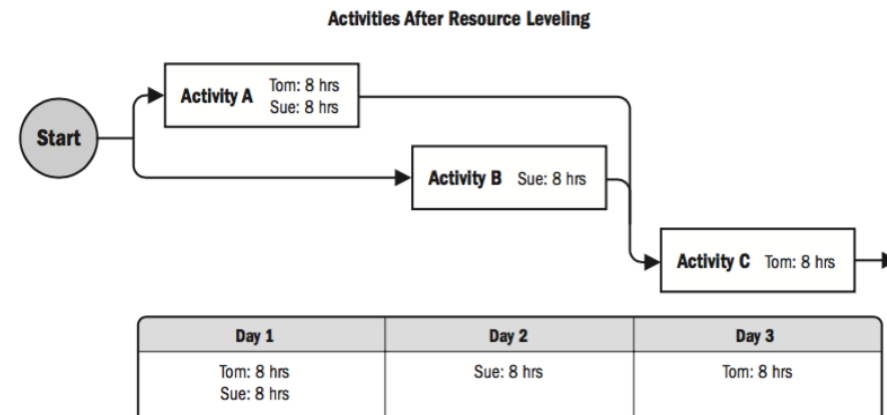 Activities After Resource Leveling
Start
Activity A
Tom: 8 hrs
Sue: 8 hrs
Activity B Sue: 8 hrs
Activity C Tom: 8 hrs
Day 1 Day 2 Day 3
Tom: 8 hrs Sue: 8 hrs Tom: 8 hrs
Sue: 8 hrs